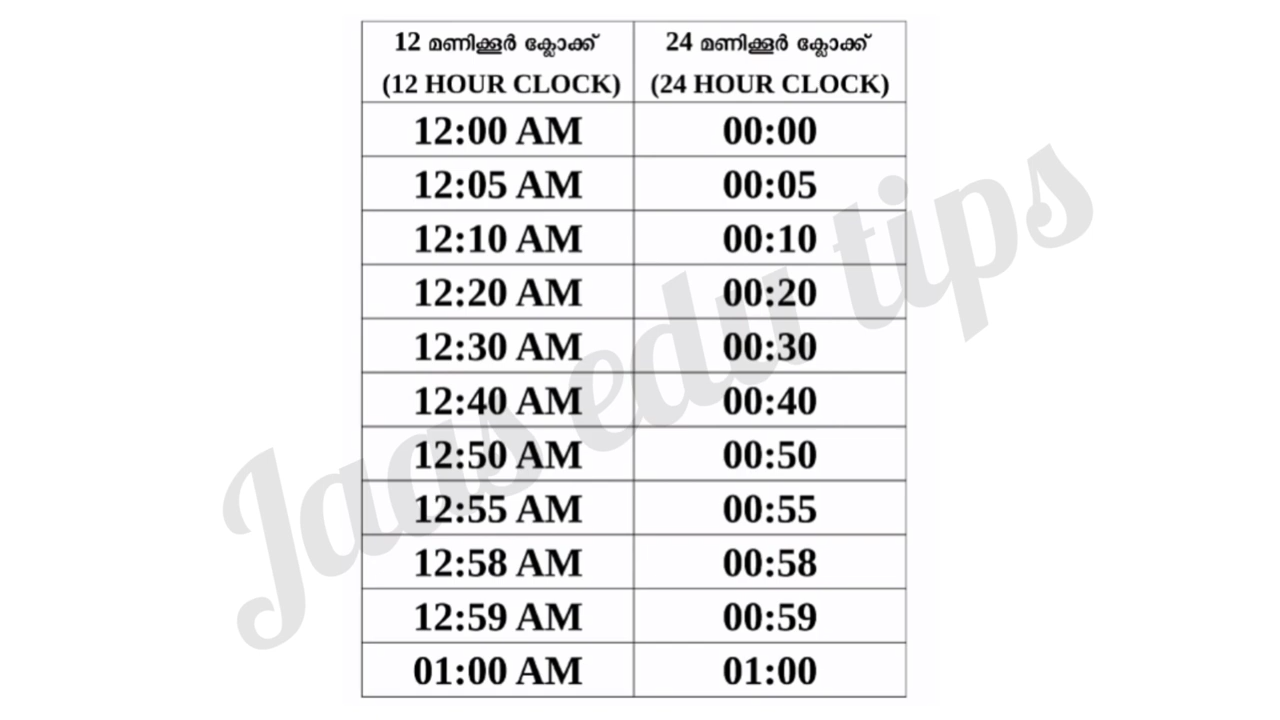 12 മണിക്കൂർ ക്ലോക്ക് 24 മണിക്കൂർ ക്ലോക്ക്
(12 HOUR CLOCK) (24 HOUR CLOCK)
12:00 AM 00:00
12:05 AM 00:05
12:10 AM 00:10
12:20 AM 00:20
12:30 AM 00:30
12:40 AM 00:40
12:50 AM 00:50
12:55 AM 00:55
12:58 AM 00:58
12:59 AM 00:59
01:00 AM 01:00
Jaas edu tips